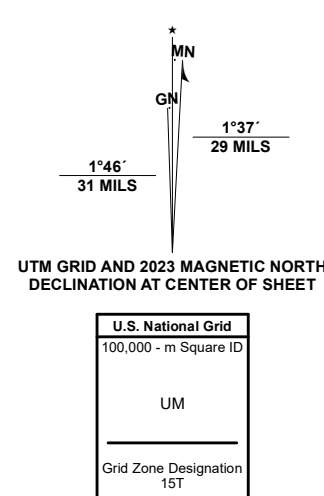 ★
MN
GN
1°37´
29 MILS
1°46´
31 MILS
UTM GRID AND 2023 MAGNETIC NORTH
DECLINATION AT CENTER OF SHEET
U.S. National Grid
100,000 - m Square ID
UM
Grid Zone Designation
15T